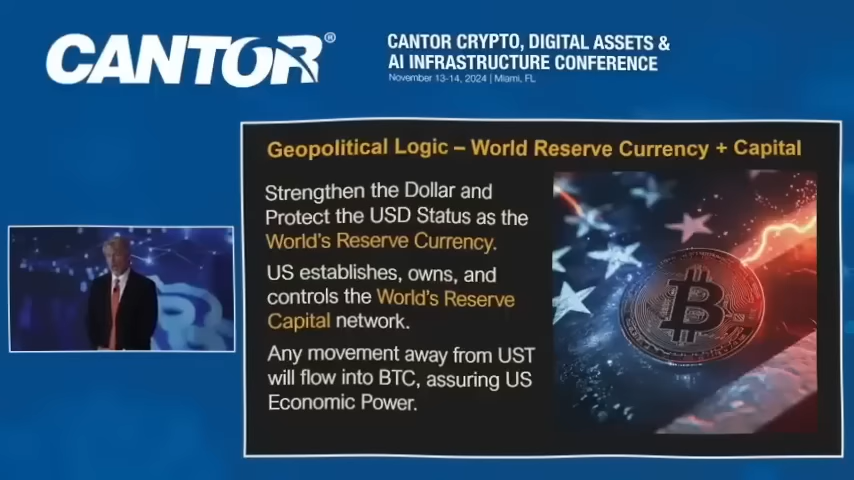 CANTOR®
CANTOR CRYPTO, DIGITAL ASSETS &
AI INFRASTRUCTURE CONFERENCE
November 13-14, 2024 | Miami, FL
Geopolitical Logic – World Reserve Currency + Capital
Strengthen the Dollar and
Protect the USD Status as the
World's Reserve Currency.
US establishes, owns, and
controls the World's Reserve
Capital network.
Any movement away from UST
will flow into BTC, assuring US
Economic Power.